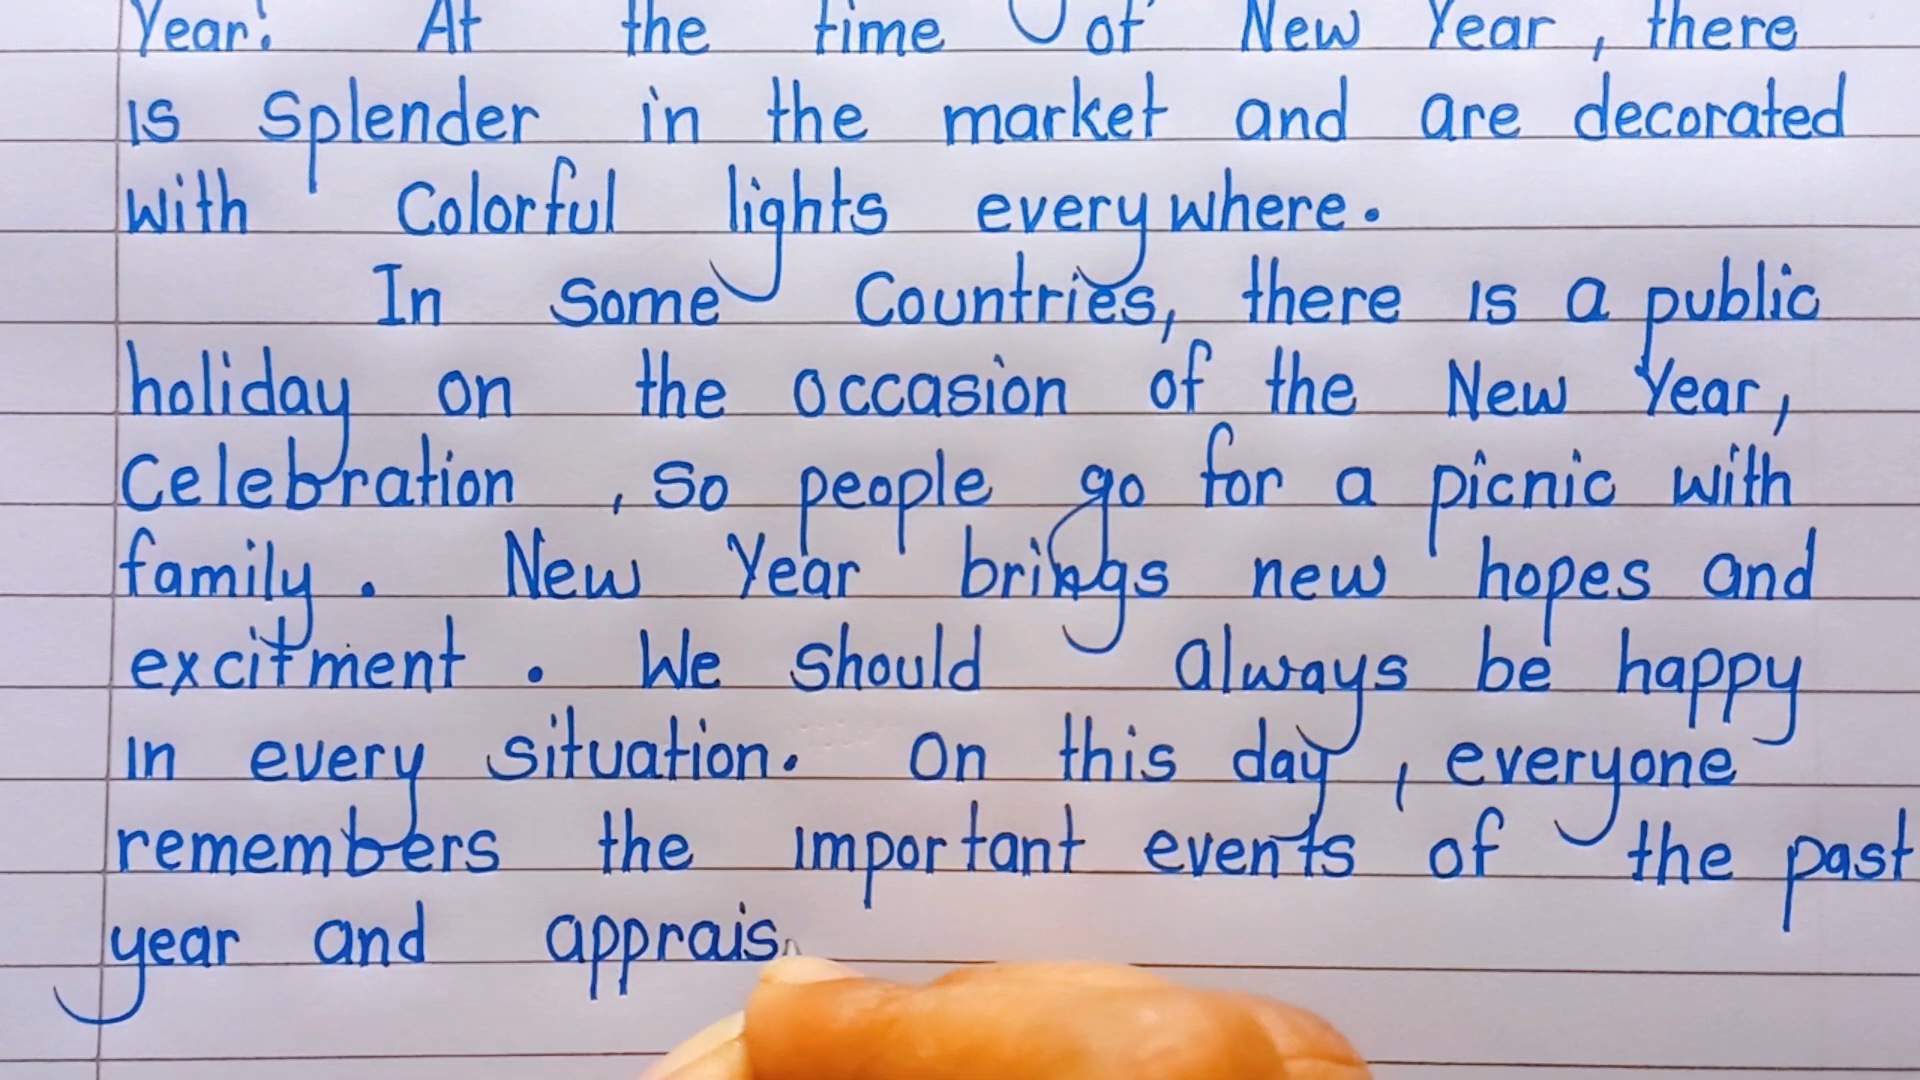 Year! At the time of New Year, there
is Splender in the market and are decorated
with Colorful lights everywhere.
In Some Countries, there is a public
holiday on the occasion of the New Year,
Celebration, So people go for a picnic with
family. New Year brings new hopes and
excitment. We should always be happy
in every situation. On this day, everyone
remembers the important events of the past
year and apprais